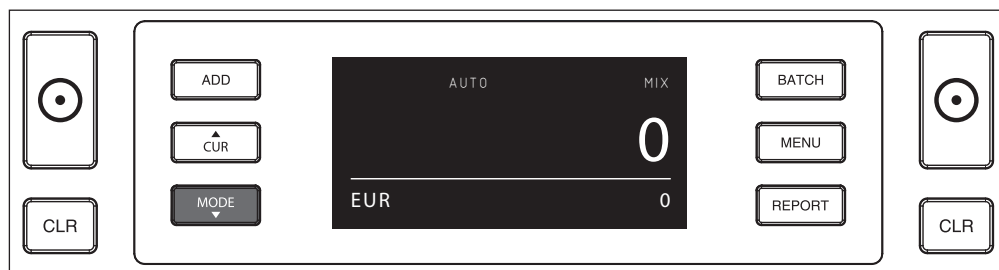 ADD
CUR
MODE
CLR
AUTO MIX
0
EUR 0
BATCH
MENU
REPORT
CLR